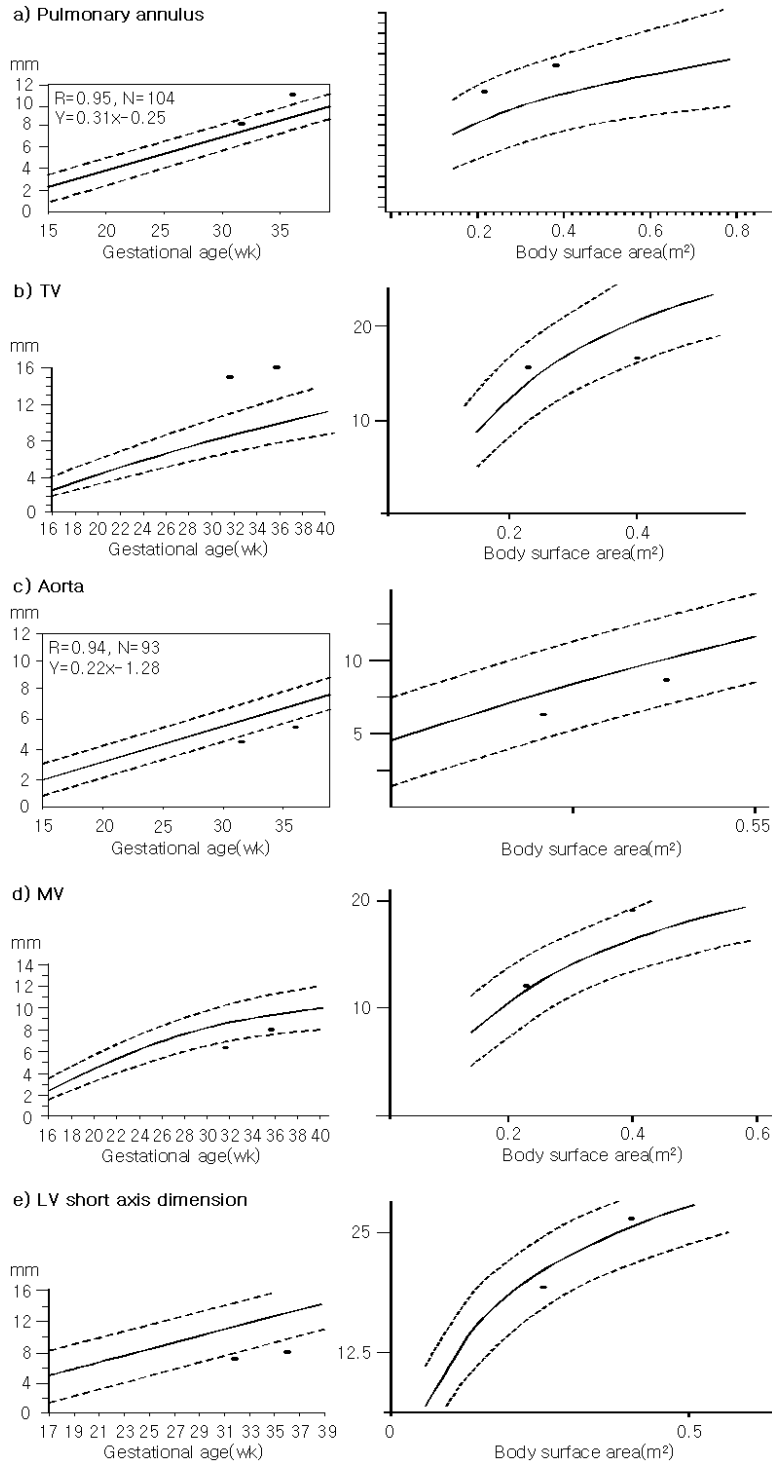 a) Pulmonary annulus
mm
12
10
8
6
4
2
0
R=0.95, N=104
Y=0.31x-0.25
15 20 25 30 35
Gestational age(wk)
0.2 0.4 0.6 0.8
Body surface area(m²)
b) TV
mm
16
12
8
4
0
16 18 20 22 24 26 28 30 32 34 36 38 40
Gestational age(wk)
20
10
0.2 0.4
Body surface area(m²)
c) Aorta
mm
12
10
8
6
4
2
0
R=0.94, N=93
Y=0.22x-1.28
15 20 25 30 35
Gestational age(wk)
10
5
0.55
Body surface area(m²)
d) MV
mm
14
12
10
8
6
4
2
0
16 18 20 22 24 26 28 30 32 34 36 38 40
Gestational age(wk)
20
10
0.2 0.4 0.6
Body surface area(m²)
e) LV short axis dimension
mm
16
12
8
4
0
17 19 21 23 25 27 29 31 33 35 37 39
Gestational age(wk)
25
12.5
0 0.5
Body surface area(m²)